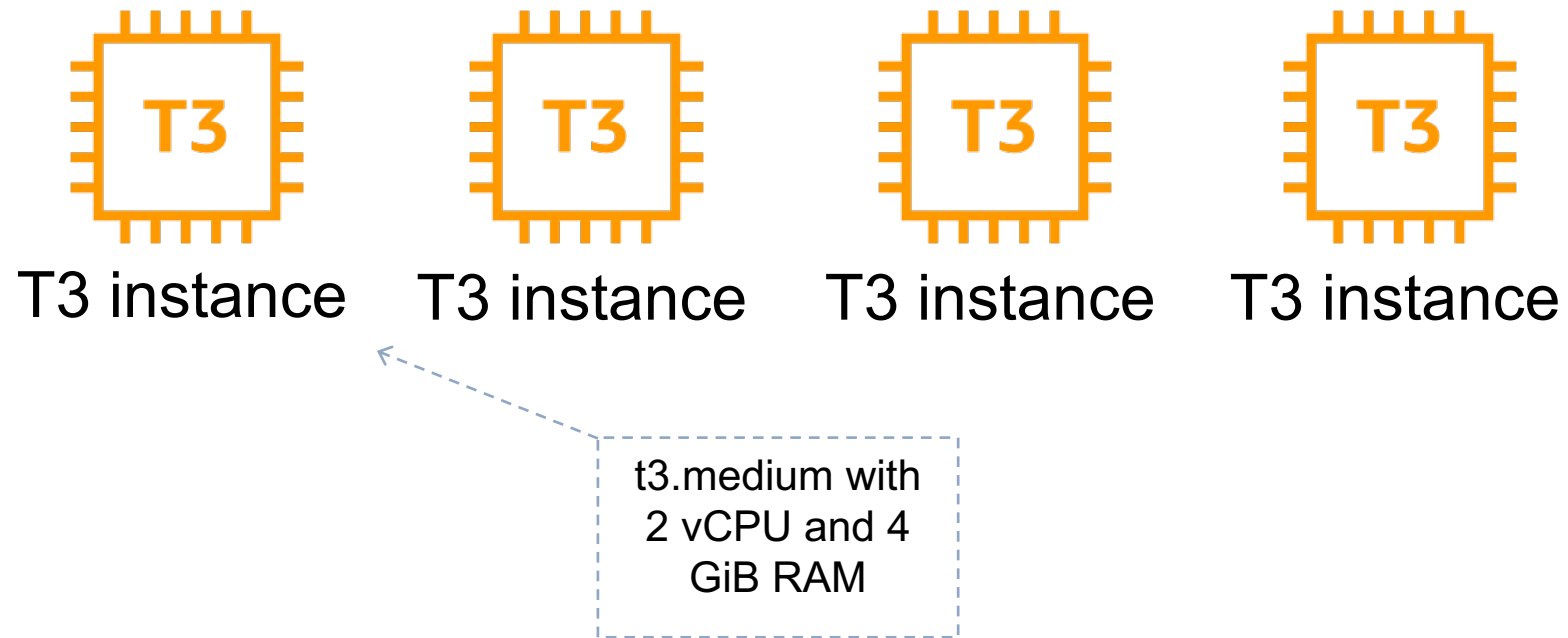 T3
T3
T3
T3
T3 instance
T3 instance
T3 instance
T3 instance
t3.medium with
2 vCPU and 4
GiB RAM